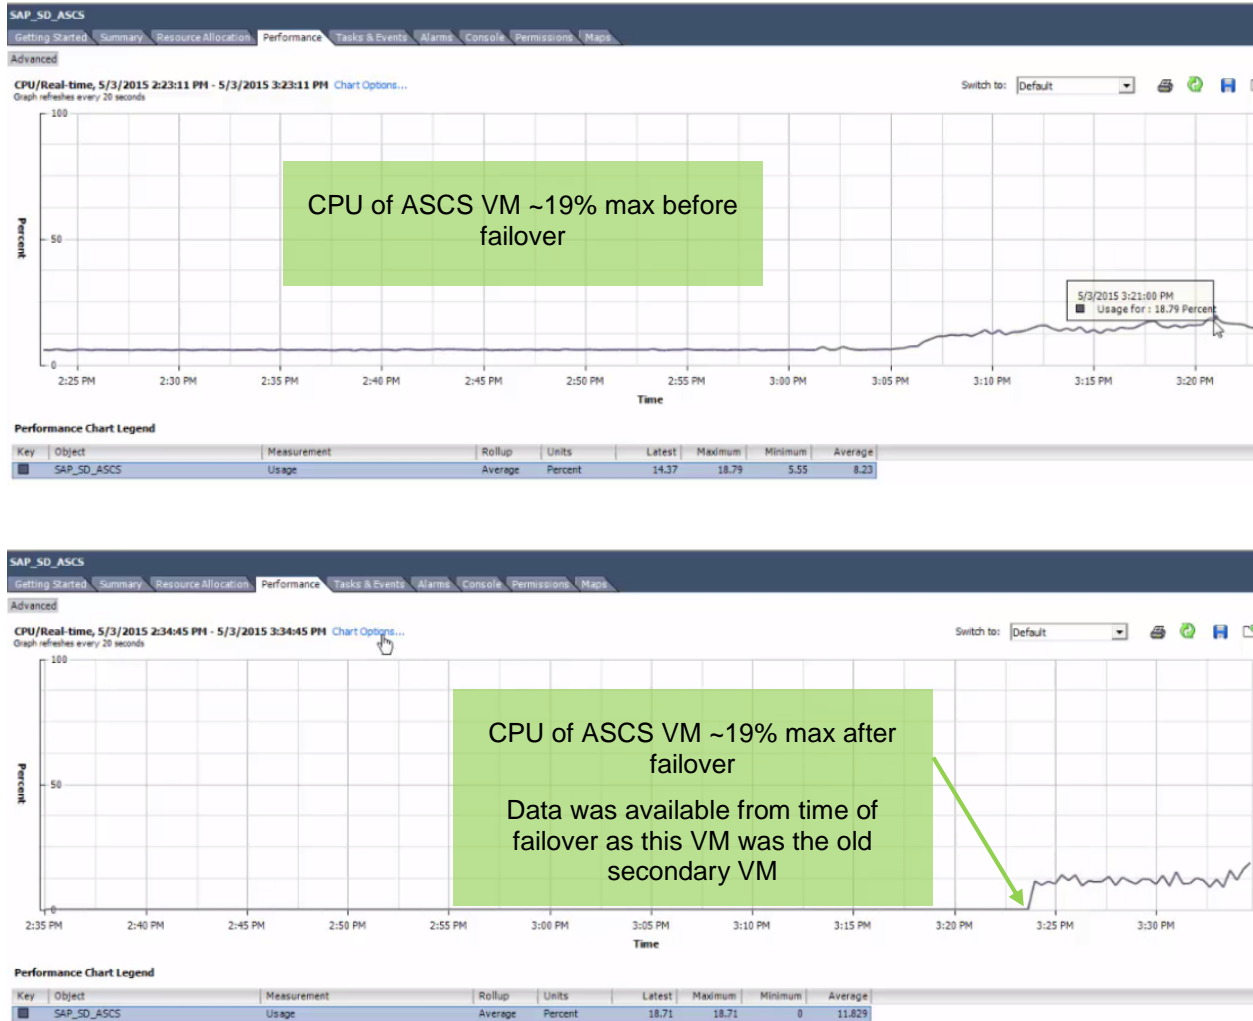 SAP_SD_ASCS
Getting Started Summary Resource Allocation Performance Tasks & Events Alarms Console Permissions Maps
Advanced
CPU/Real-time, 5/3/2015 2:23:11 PM - 5/3/2015 3:23:11 PM Chart Options...
Switch to: Default
Graph refreshes every 20 seconds
100
CPU of ASCS VM ~19% max before
failover
Percent
50
5/3/2015 3:21:00 PM
Usage for : 18.79 Percent
0
2:25 PM 2:30 PM 2:35 PM 2:40 PM 2:45 PM 2:50 PM 2:55 PM 3:00 PM 3:05 PM 3:10 PM 3:15 PM 3:20 PM
Time
Performance Chart Legend
Key Object Measurement Rollup Units Latest Maximum Minimum Average
SAP_SD_ASCS Usage Average Percent 14.37 18.79 5.55 8.23
SAP_SD_ASCS
Getting Started Summary Resource Allocation Performance Tasks & Events Alarms Console Permissions Maps
Advanced
CPU/Real-time, 5/3/2015 2:34:45 PM - 5/3/2015 3:34:45 PM Chart Options...
Switch to: Default
Graph refreshes every 20 seconds
100
CPU of ASCS VM ~19% max after
failover
Percent
50
Data was available from time of
failover as this VM was the old
secondary VM
0
2:35 PM 2:40 PM 2:45 PM 2:50 PM 2:55 PM 3:00 PM 3:05 PM 3:10 PM 3:15 PM 3:20 PM 3:25 PM 3:30 PM
Time
Performance Chart Legend
Key Object Measurement Rollup Units Latest Maximum Minimum Average
SAP_SD_ASCS Usage Average Percent 18.71 18.71 0 11.829